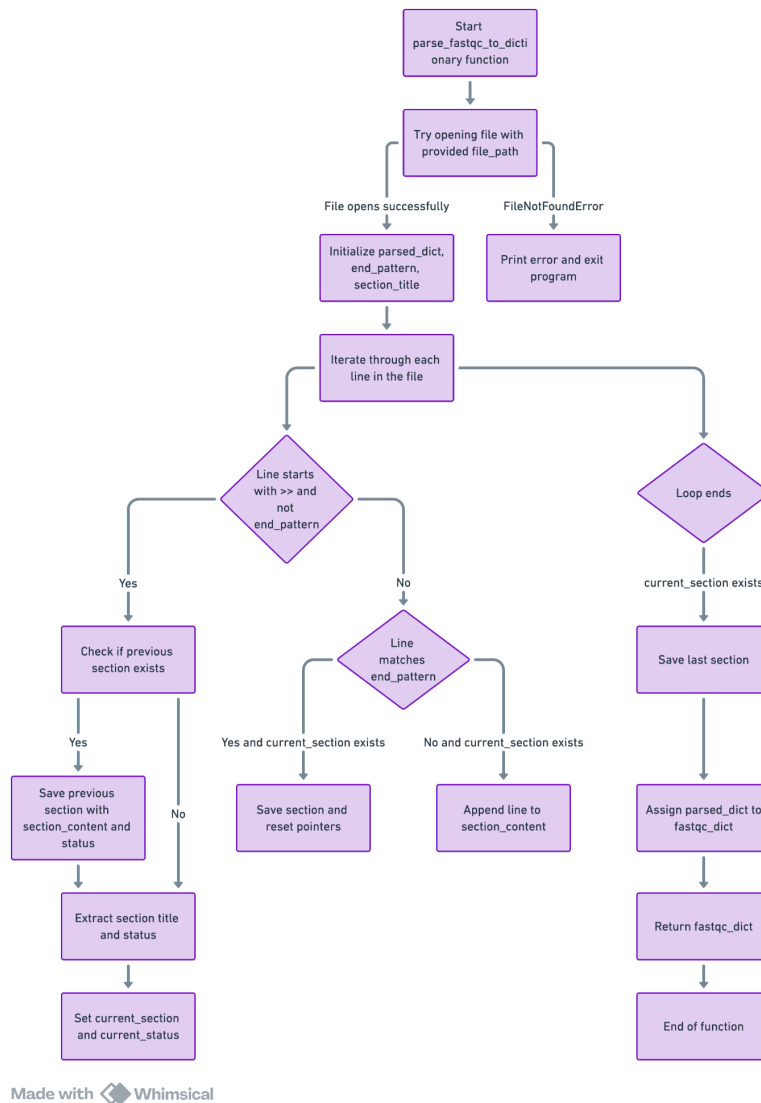 Start
parse_fastqc_to_dicti
onary function
Try opening file with
provided file_path
File opens successfully
FileNotFoundError
Initialize parsed_dict,
end_pattern,
section_title
Print error and exit
program
Iterate through each
line in the file
Line starts
with >> and
not
end_pattern
Loop ends
Yes
No
current_section exists
Check if previous
section exists
Line
matches
end_pattern
Save last section
Yes
Yes and current_section exists
No and current_section exists
Save previous
section with
section_content and
status
No
Save section and
reset pointers
Append line to
section_content
Assign parsed_dict to
fastqc_dict
Extract section title
and status
Return fastqc_dict
Set current_section
and current_status
End of function
Made with Whimsical